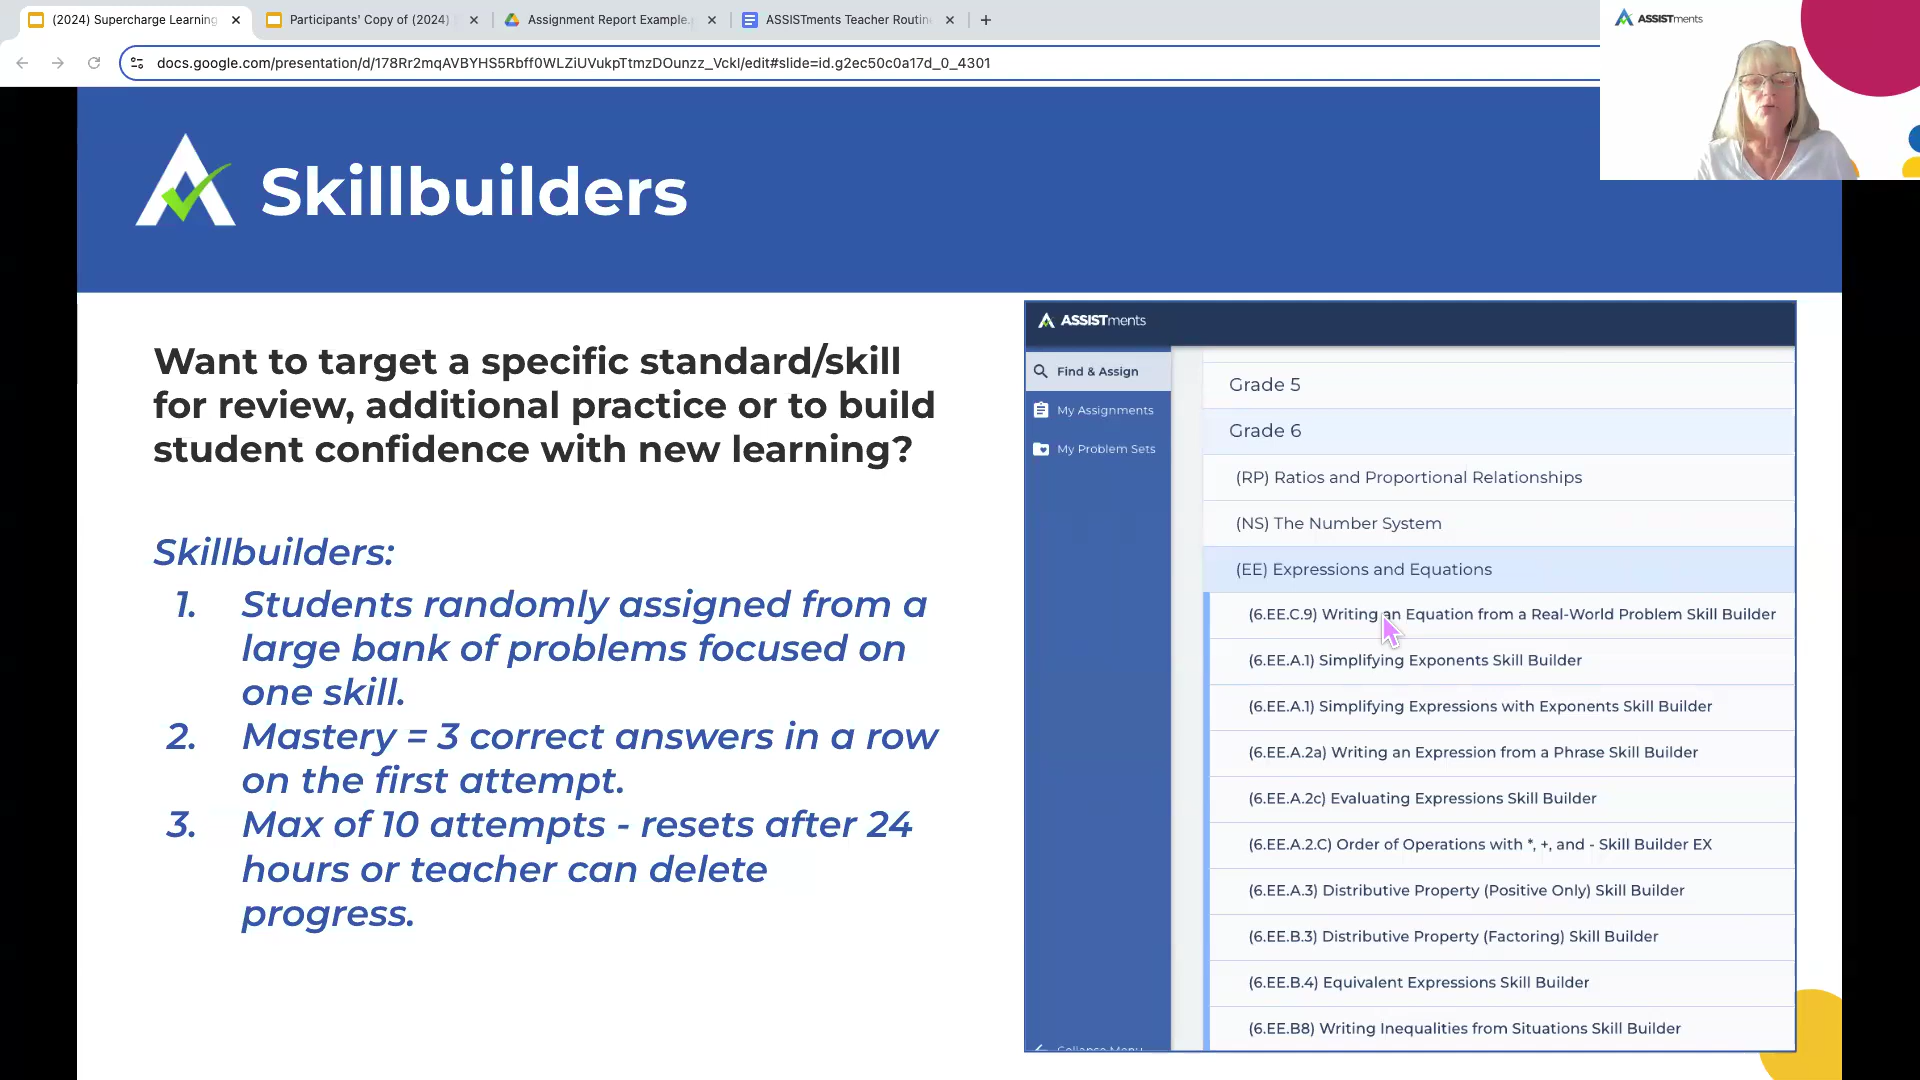 (2024) Supercharge Learning
Participants' Copy of (2024)
Assignment Report Example.
ASSISTments Teacher Routin
docs.google.com/presentation/d/178Rr2mqAVBYHS5Rbff0WLZiUVukpTtmzDOunzz_VckI/edit#slide=id.g2ec50c0a17d_0_4301
ASSISTments
Skillbuilders
Want to target a specific standard/skill
for review, additional practice or to build
student confidence with new learning?
Skillbuilders:
1. Students randomly assigned from a
large bank of problems focused on
one skill.
2. Mastery = 3 correct answers in a row
on the first attempt.
3. Max of 10 attempts - resets after 24
hours or teacher can delete
progress.
ASSISTments
Find & Assign
My Assignments
My Problem Sets
Collapse Menu
Grade 5
Grade 6
(RP) Ratios and Proportional Relationships
(NS) The Number System
(EE) Expressions and Equations
(6.EE.C.9) Writing an Equation from a Real-World Problem Skill Builder
(6.EE.A.1) Simplifying Exponents Skill Builder
(6.EE.A.1) Simplifying Expressions with Exponents Skill Builder
(6.EE.A.2a) Writing an Expression from a Phrase Skill Builder
(6.EE.A.2c) Evaluating Expressions Skill Builder
(6.EE.A.2.C) Order of Operations with *, +, and - Skill Builder EX
(6.EE.A.3) Distributive Property (Positive Only) Skill Builder
(6.EE.B.3) Distributive Property (Factoring) Skill Builder
(6.EE.B.4) Equivalent Expressions Skill Builder
(6.EE.B8) Writing Inequalities from Situations Skill Builder